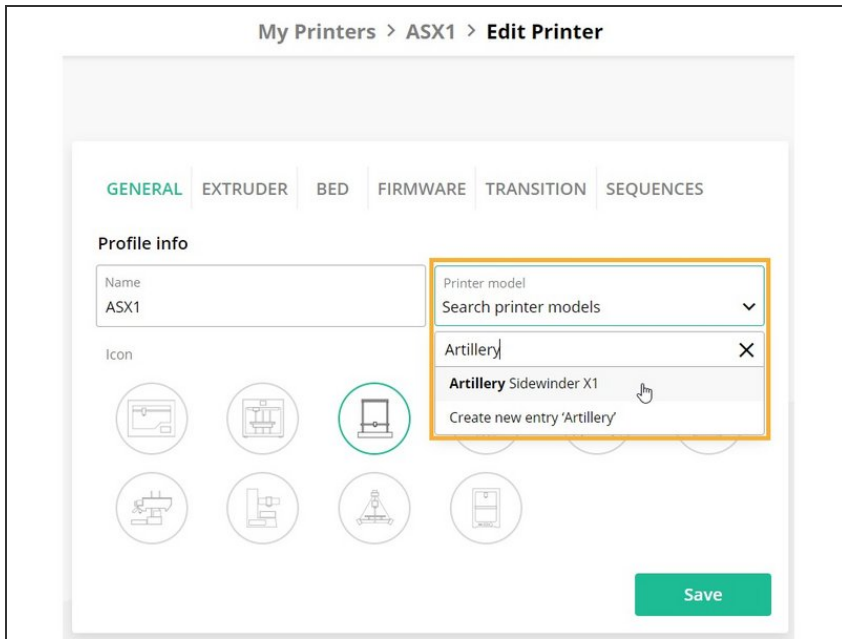 My Printers > ASX1 > Edit Printer
GENERAL EXTRUDER BED FIRMWARE TRANSITION SEQUENCES
Profile info
Name
ASX1
Printer model
Search printer models
Icon
Artillery
Artillery Sidewinder X1
Create new entry ‘Artillery’
Save